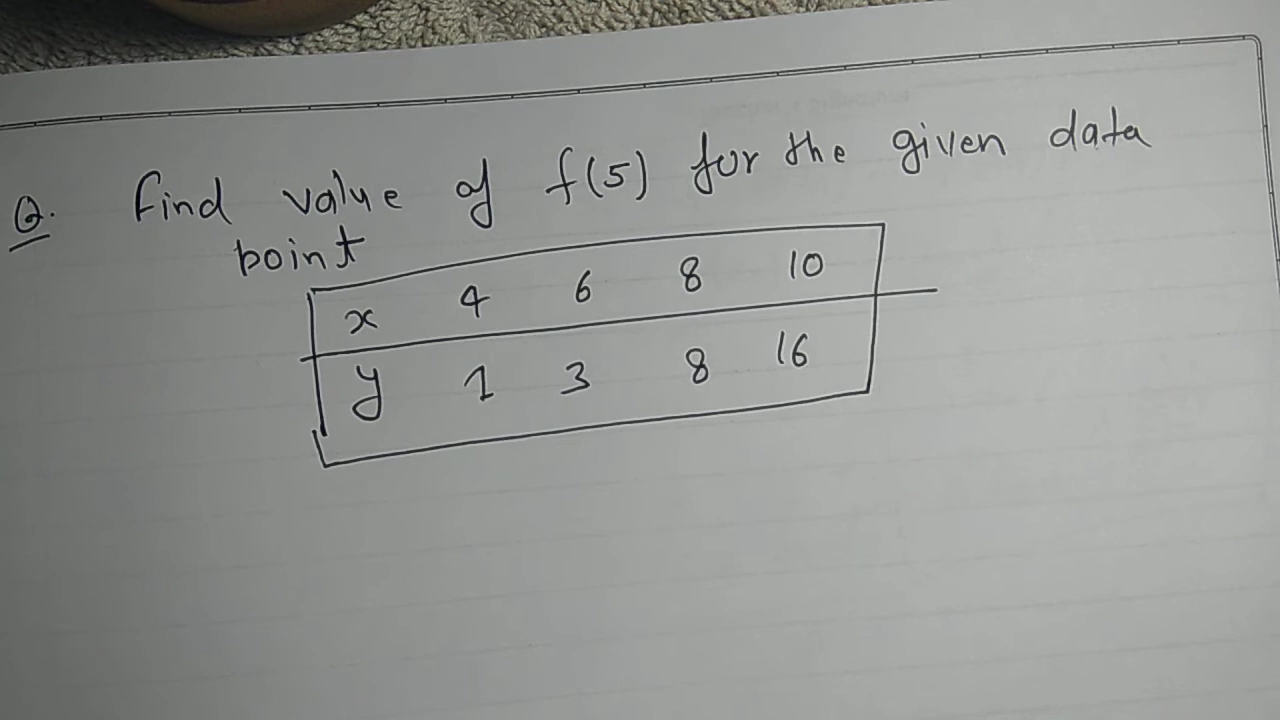 Q. find value of f(5) for the given data
point
x 4 6 8 10
y 1 3 8 16